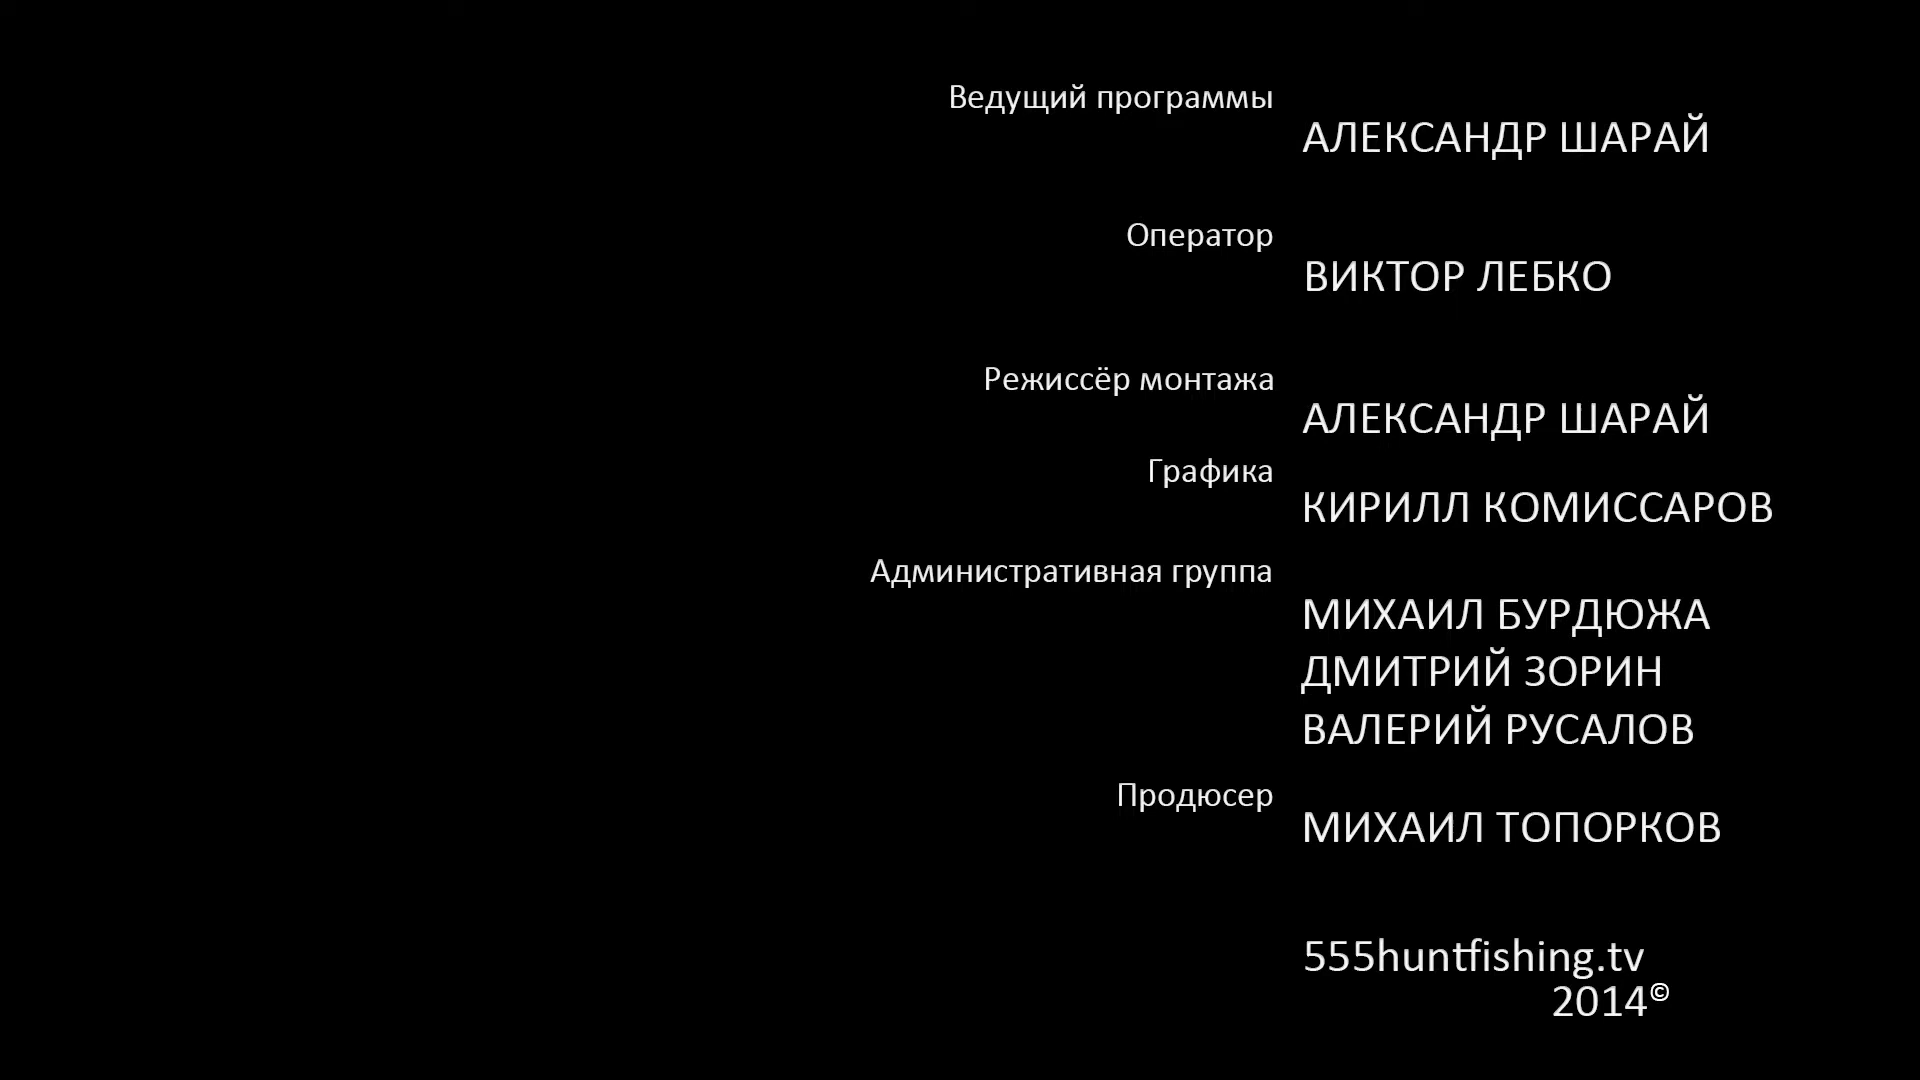 Ведущий программы
АЛЕКСАНДР ШАРАЙ
Оператор
ВИКТОР ЛЕБКО
Режиссёр монтажа
АЛЕКСАНДР ШАРАЙ
Графика
КИРИЛЛ КОМИССАРОВ
Административная группа
МИХАИЛ БУРДЮЖА
ДМИТРИЙ ЗОРИН
ВАЛЕРИЙ РУСАЛОВ
Продюсер
МИХАИЛ ТОПОРКОВ
555huntfishing.tv
2014©